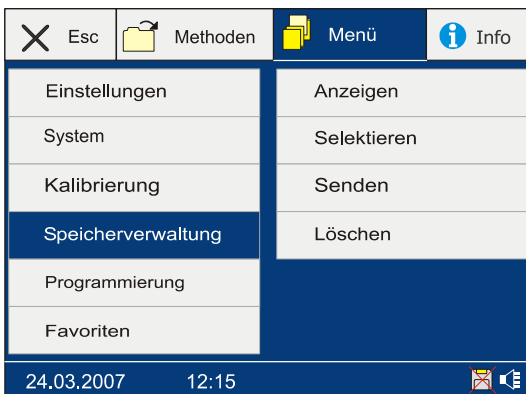 Esc Methoden Menü Info
Einstellungen
System
Kalibrierung
Speicherverwaltung
Programmierung
Favoriten
Anzeigen
Selektieren
Senden
Löschen
24.03.2007 12:15